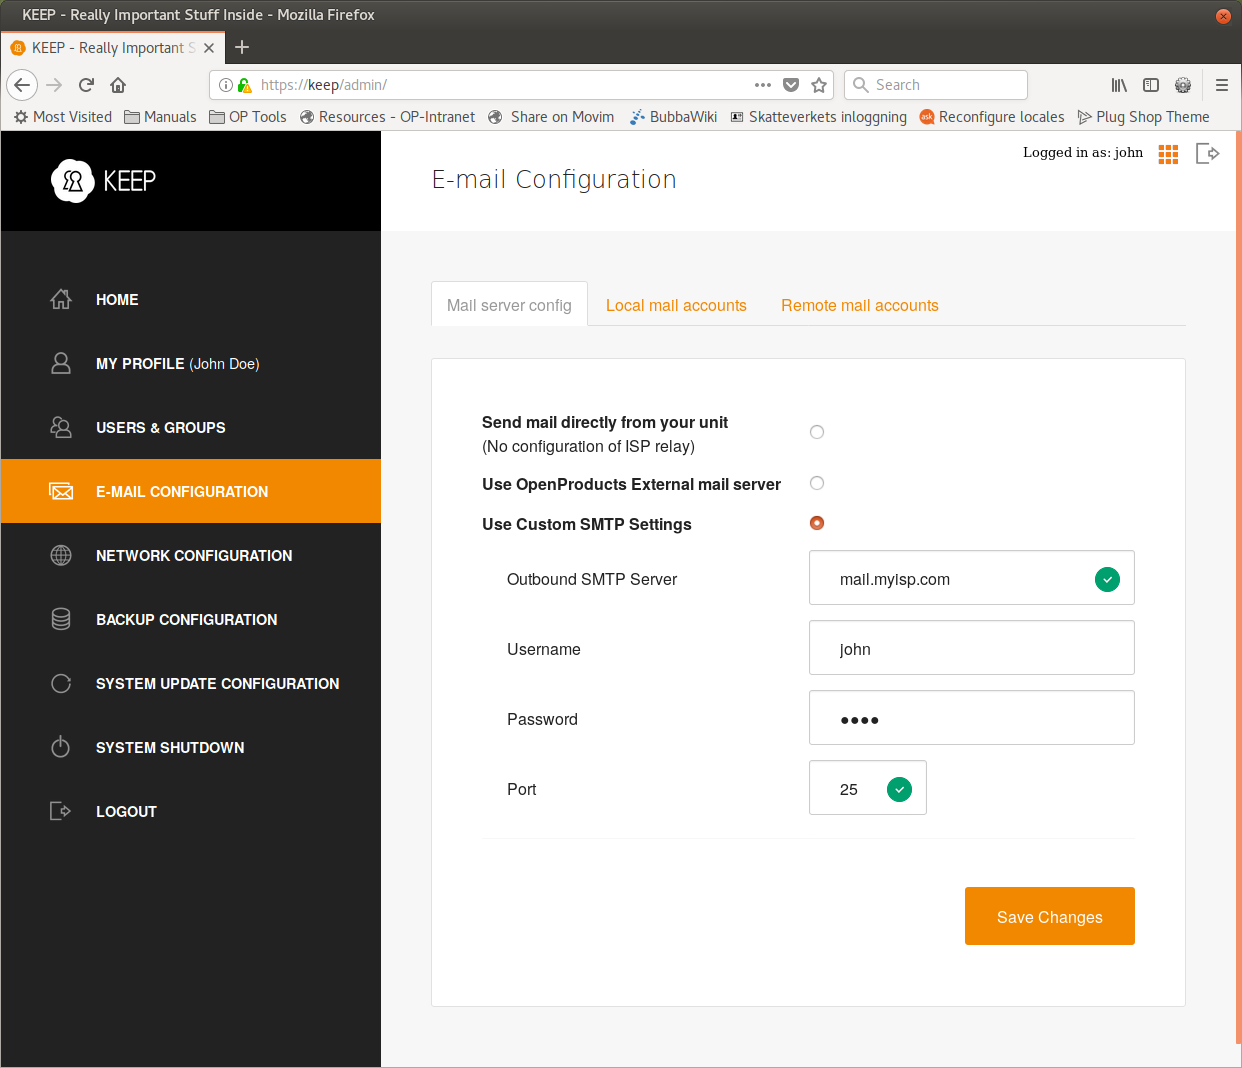 KEEP - Really Important Stuff Inside - Mozilla Firefox
KEEP - Really Important S
https://keep/admin/
Search
Most Visited
Manuals
OP Tools
Resources - OP-Intranet
Share on Movim
BubbaWiki
Skatteverkets inloggning
ask
Reconfigure locales
Plug Shop Theme
KEEP
Logged in as: john
E-mail Configuration
HOME
MY PROFILE (John Doe)
USERS & GROUPS
E-MAIL CONFIGURATION
NETWORK CONFIGURATION
BACKUP CONFIGURATION
SYSTEM UPDATE CONFIGURATION
SYSTEM SHUTDOWN
LOGOUT
Mail server config
Local mail accounts
Remote mail accounts
Send mail directly from your unit
(No configuration of ISP relay)
Use OpenProducts External mail server
Use Custom SMTP Settings
Outbound SMTP Server
mail.myisp.com
Username
john
Password
●●●●
Port
25
Save Changes